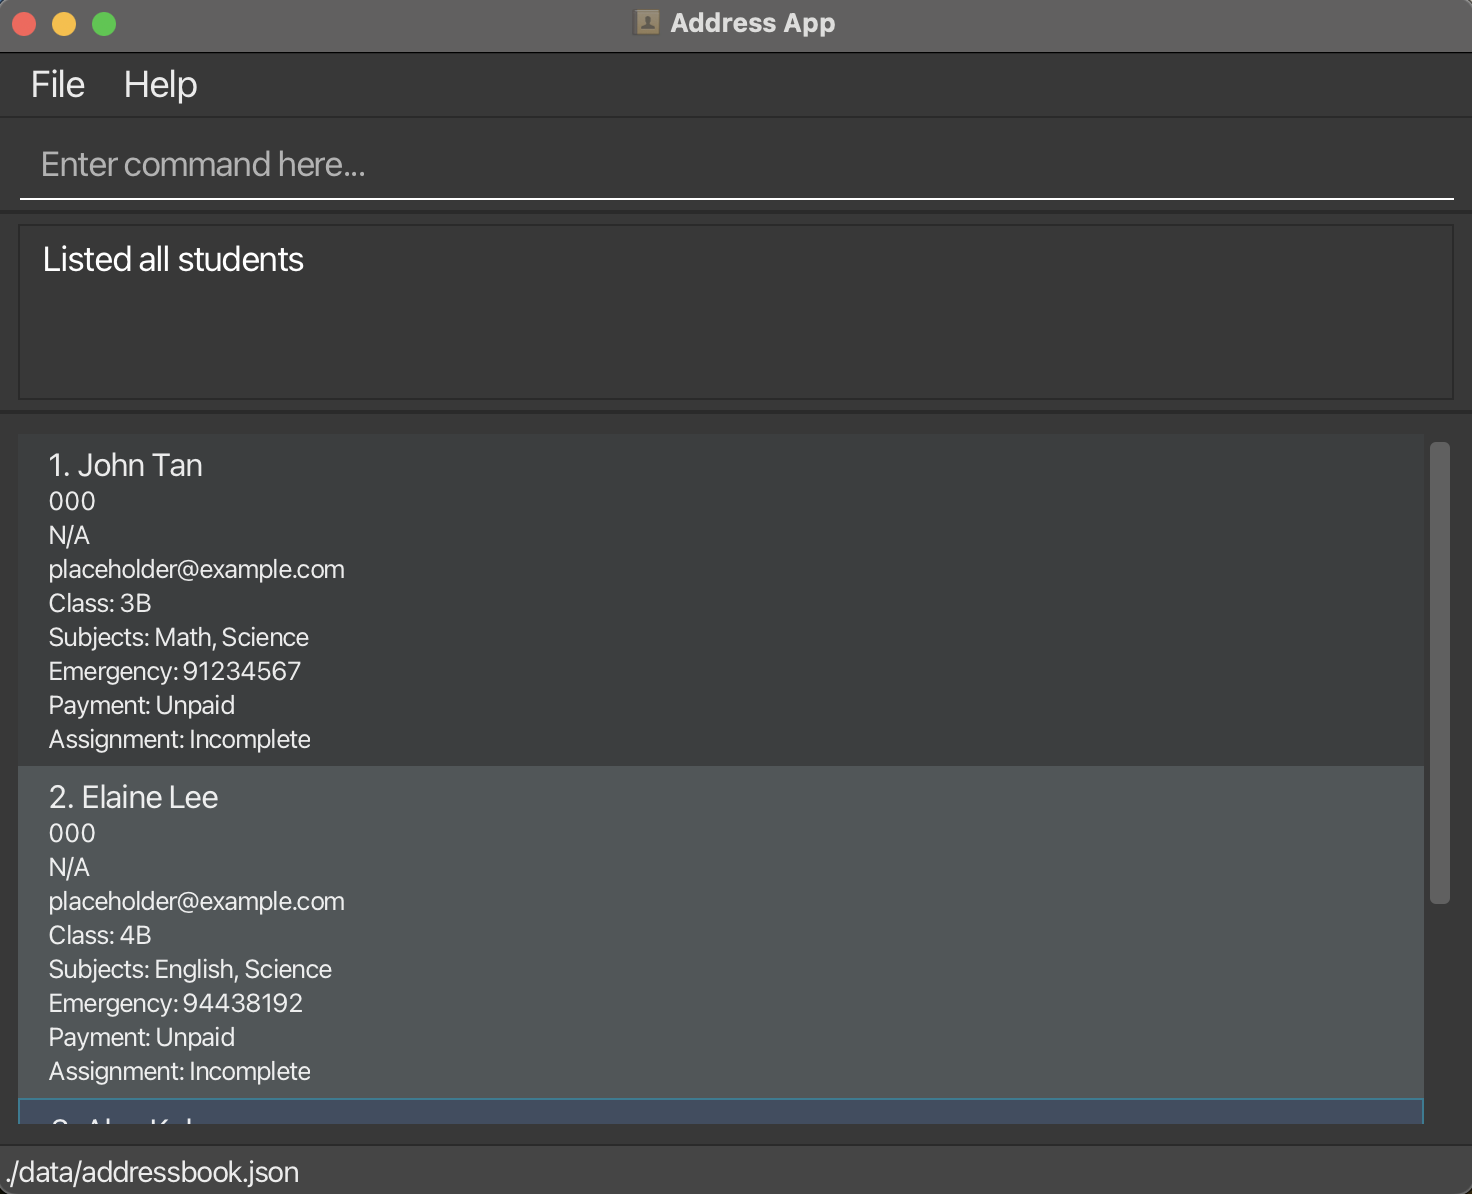 Address App
File Help
Enter command here...
Listed all students
1. John Tan
000
N/A
placeholder@example.com
Class: 3B
Subjects: Math, Science
Emergency: 91234567
Payment: Unpaid
Assignment: Incomplete
2. Elaine Lee
000
N/A
placeholder@example.com
Class: 4B
Subjects: English, Science
Emergency: 94438192
Payment: Unpaid
Assignment: Incomplete
./data/addressbook.json